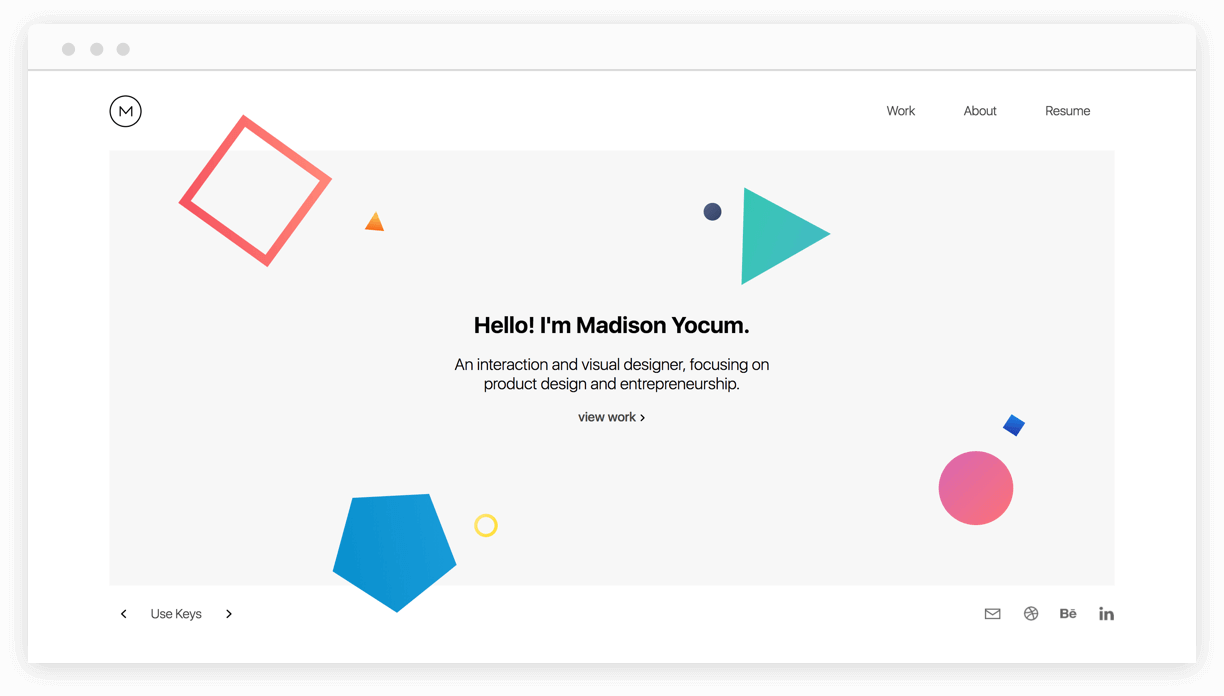 M
Work
About
Resume
Hello! I'm Madison Yocum.
An interaction and visual designer, focusing on
product design and entrepreneurship.
view work ›
Use Keys
Bē
in